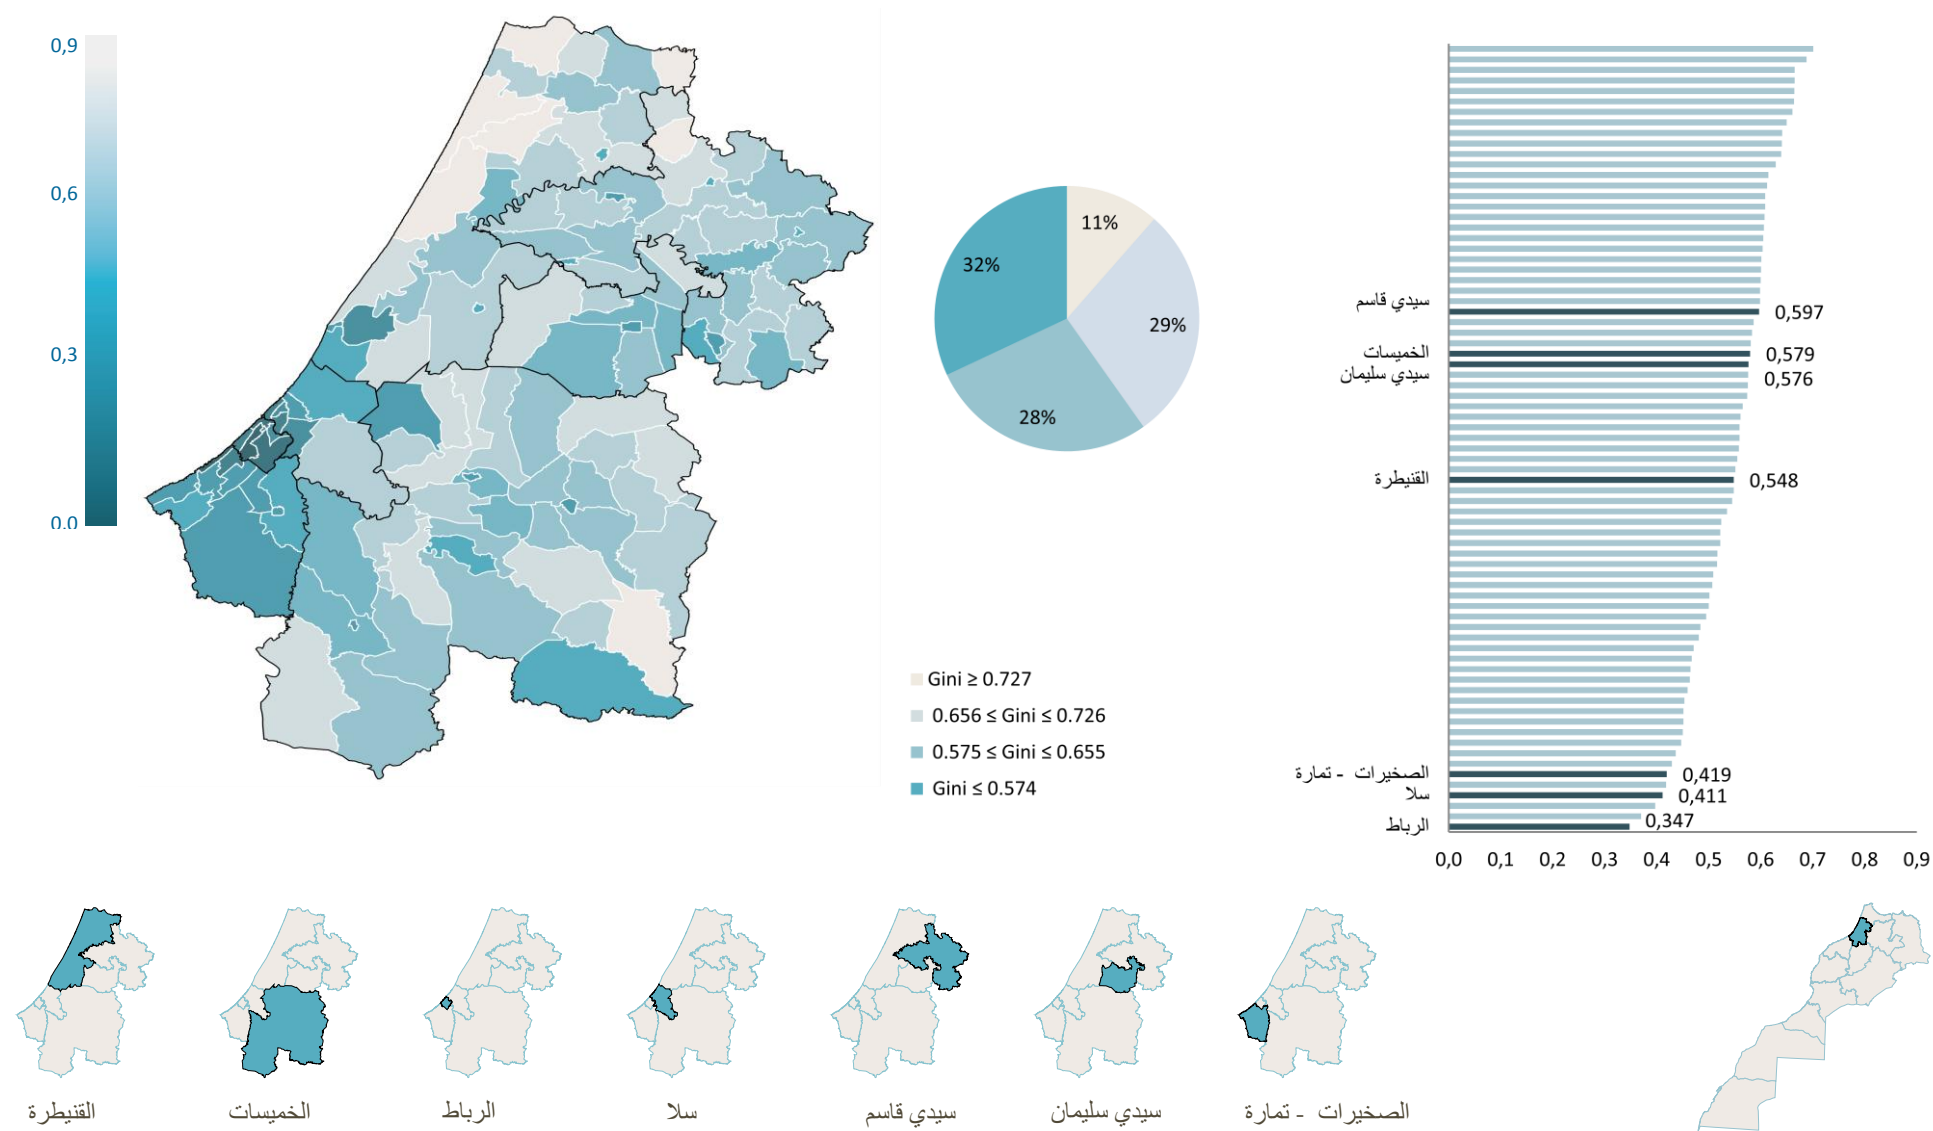 0,9
0,6
0,3
0.0
11%
29%
28%
32%
Gini ≥ 0.727
0.656 ≤ Gini ≤ 0.726
0.575 ≤ Gini ≤ 0.655
Gini ≤ 0.574
سيدي قاسم
0,597
الخميسات
0,579
سيدي سليمان
0,576
القنيطرة
0,548
الصخيرات - تمارة
0,419
سلا
0,411
الرباط
0,347
0,0 0,1 0,2 0,3 0,4 0,5 0,6 0,7 0,8 0,9
القنيطرة
الخميسات
الرباط
سلا
سيدي قاسم
سيدي سليمان
الصخيرات - تمارة